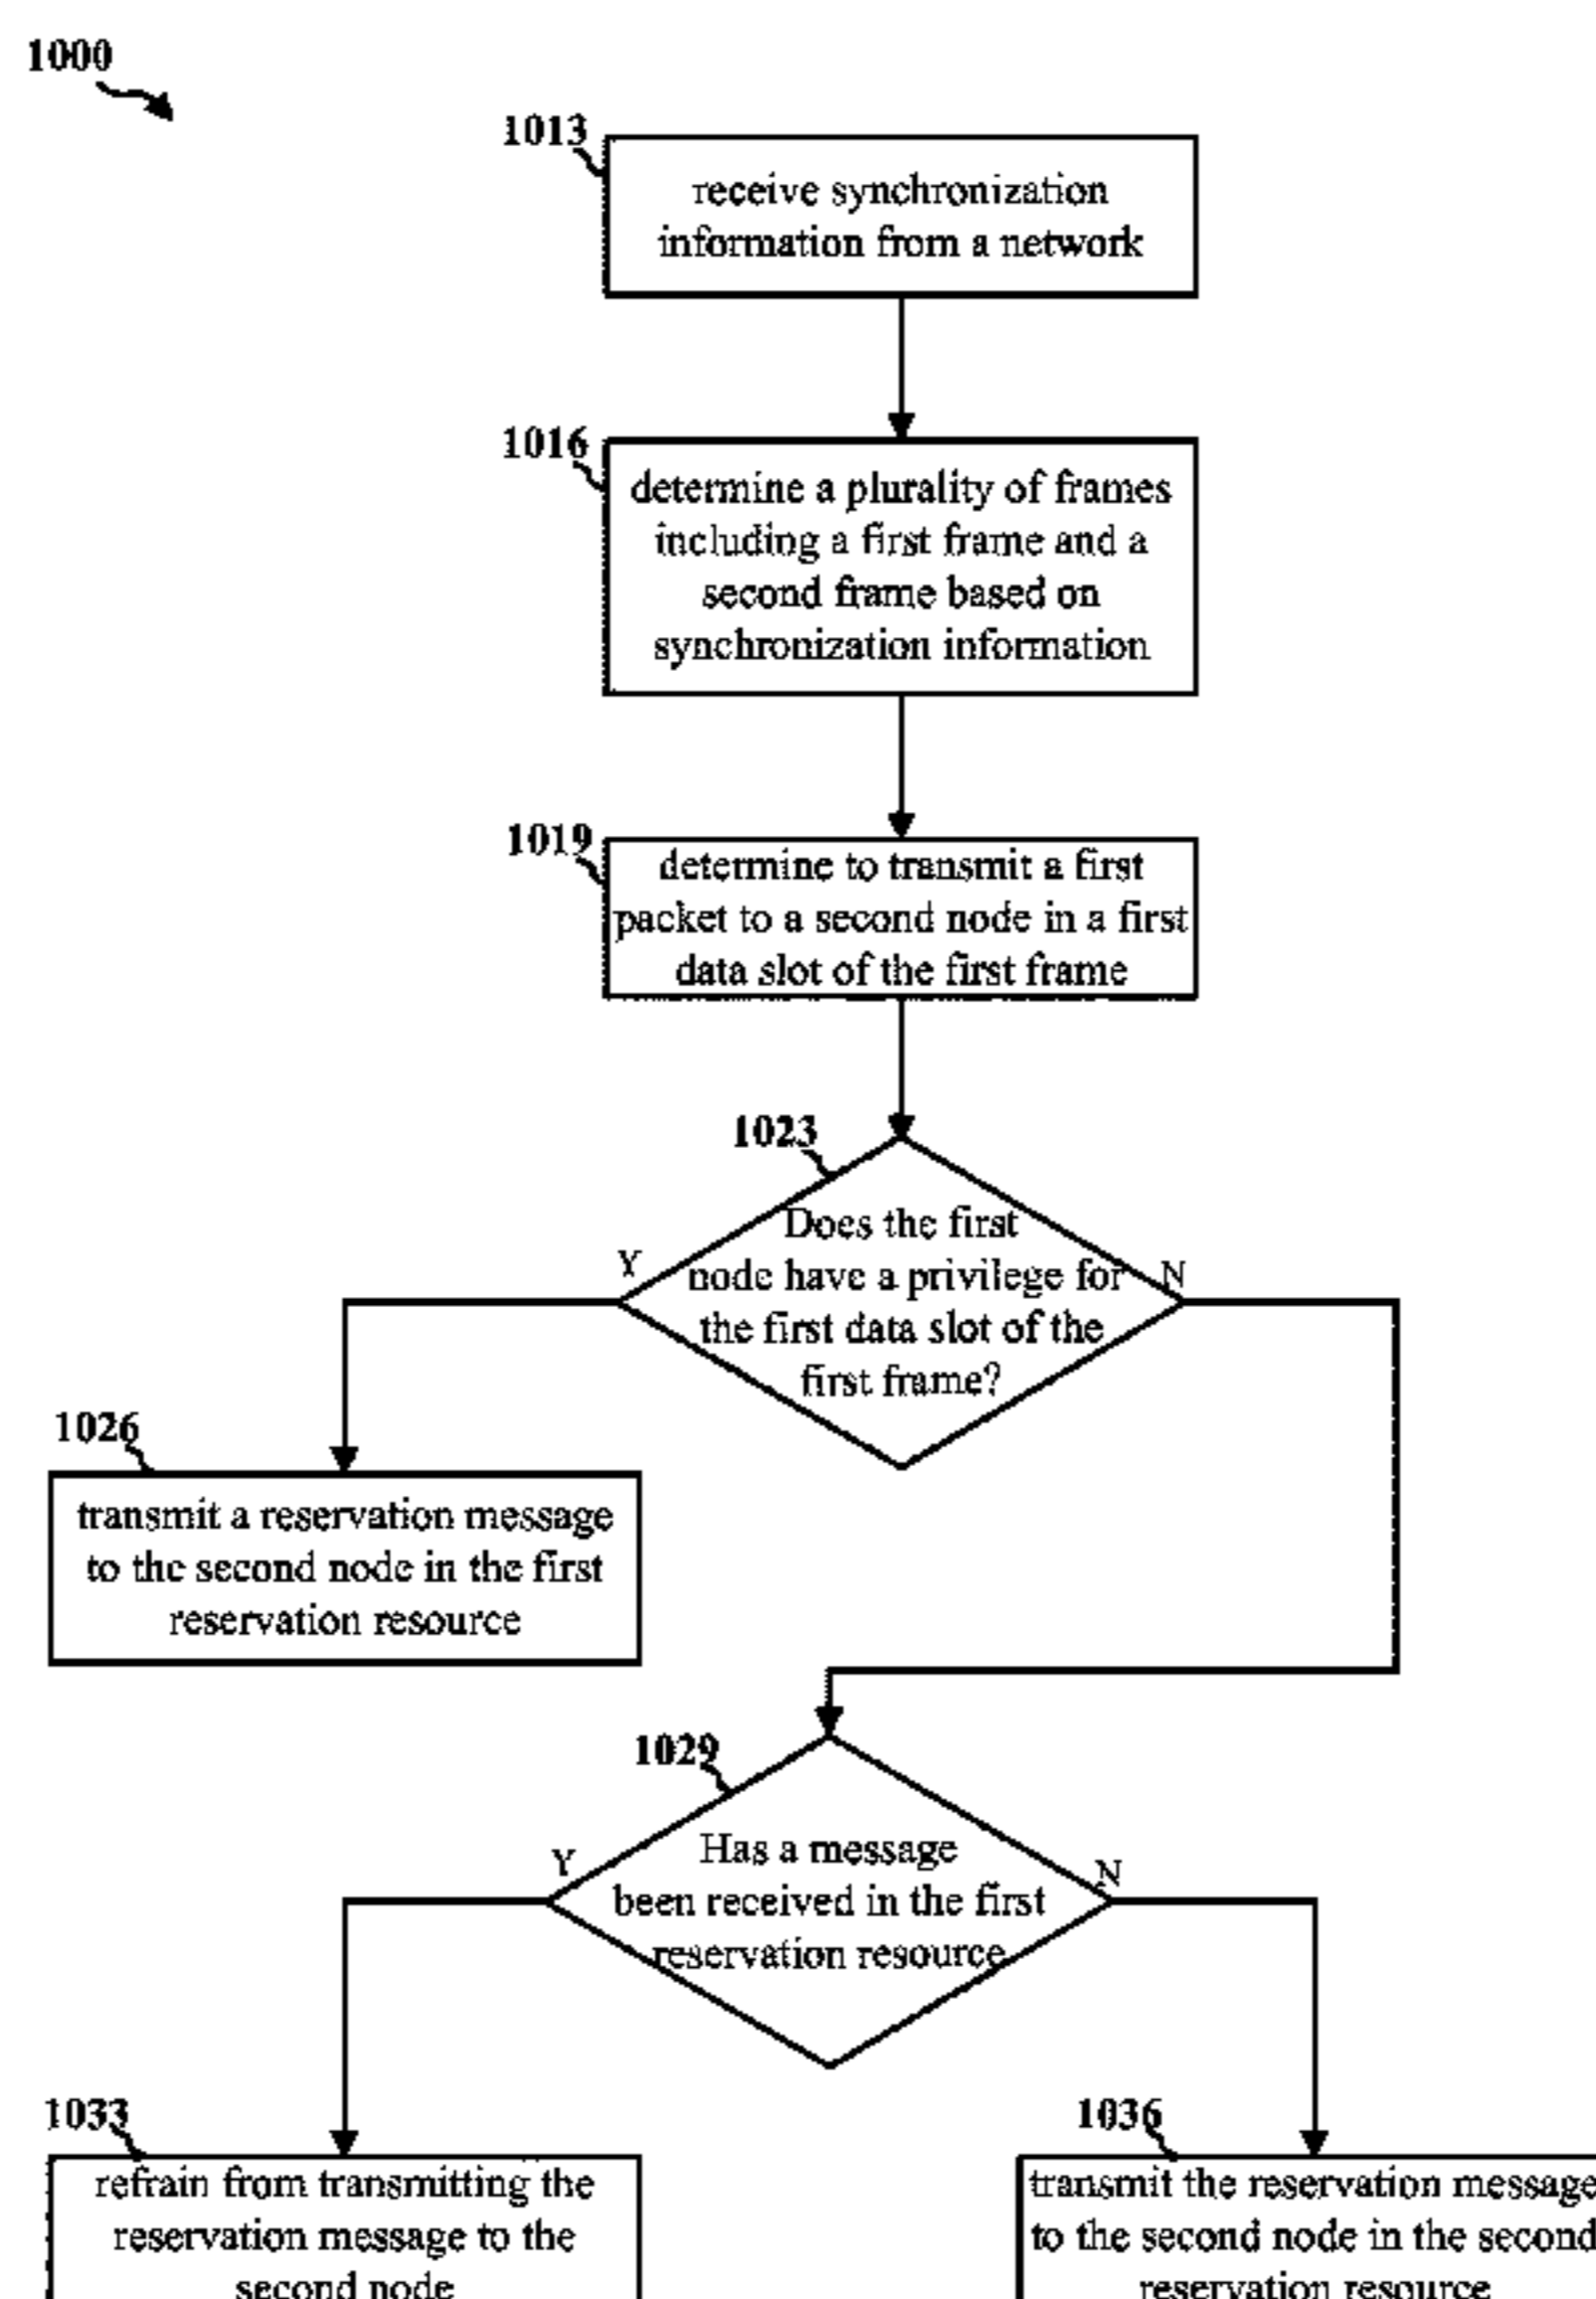 1000
1013
receive synchronization
information from a network
1016
determine a plurality of frames
including a first frame and a
second frame based on
synchronization information
1019
determine to transmit a first
packet to a second node in a first
data slot of the first frame
1023
Does the first
node have a privilege for
the first data slot of the
first frame?
Y
N
1026
transmit a reservation message
to the second node in the first
reservation resource
1029
Has a message
been received in the first
reservation resource
Y
N
1033
refrain from transmitting the
reservation message to the
second node
1036
transmit the reservation message
to the second node in the second
reservation resource